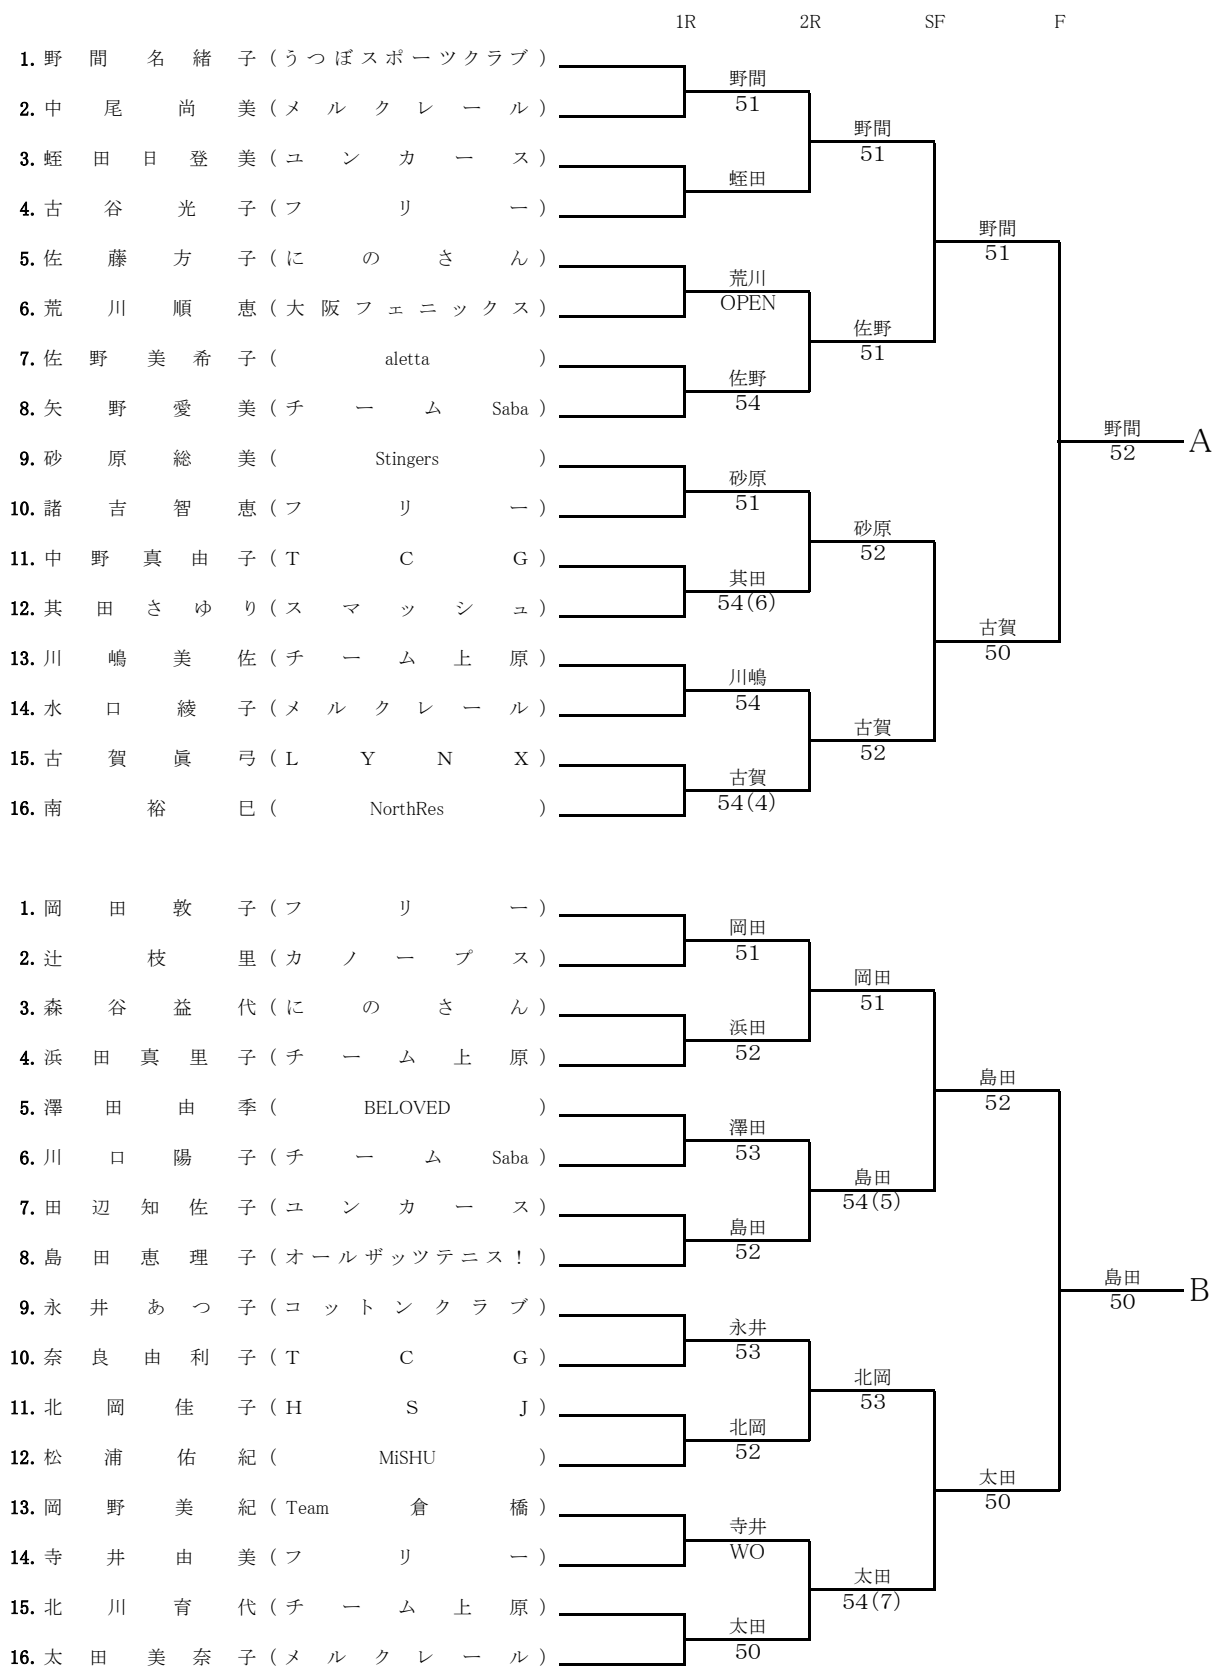 1R 2R SF F
1. 野間名緒子(うつぼスポーツクラブ)
野間
51
2. 中尾尚美(メルクレール)
野間
51
3. 蛭田日登美(ユンカース)
蛭田
4. 古谷光子(フリー)
野間
51
5. 佐藤方子(にのさん)
荒川
OPEN
6. 荒川順恵(大阪フェニックス)
佐野
51
7. 佐野美希子(aletta)
佐野
54
8. 矢野愛美(チームSaba)
野間
52
A
9. 砂原総美(Stingers)
砂原
51
10. 諸吉智恵(フリー)
砂原
52
11. 中野真由子(TCG)
其田
54(6)
12. 其田さゆり(スマッシュ)
古賀
50
13. 川嶋美佐(チーム上原)
川嶋
54
14. 水口綾子(メルクレール)
古賀
52
15. 古賀眞弓(LYNX)
古賀
54(4)
16. 南裕巳(NorthRes)
1. 岡田敦子(フリー)
岡田
51
2. 辻枝里(カノープス)
岡田
51
3. 森谷益代(にのさん)
浜田
52
4. 浜田真里子(チーム上原)
島田
52
5. 澤田由季(BELOVED)
澤田
53
6. 川口陽子(チームSaba)
島田
54(5)
7. 田辺知佐子(ユンカース)
島田
52
8. 島田恵理子(オールザッツテニス!)
島田
50
B
9. 永井あつ子(コットンクラブ)
永井
53
10. 奈良由利子(TCG)
北岡
53
11. 北岡佳子(HSJ)
北岡
52
12. 松浦佑紀(MiSHU)
太田
50
13. 岡野美紀(Team倉橋)
寺井
WO
14. 寺井由美(フリー)
太田
54(7)
15. 北川育代(チーム上原)
太田
50
16. 太田美奈子(メルクレール)